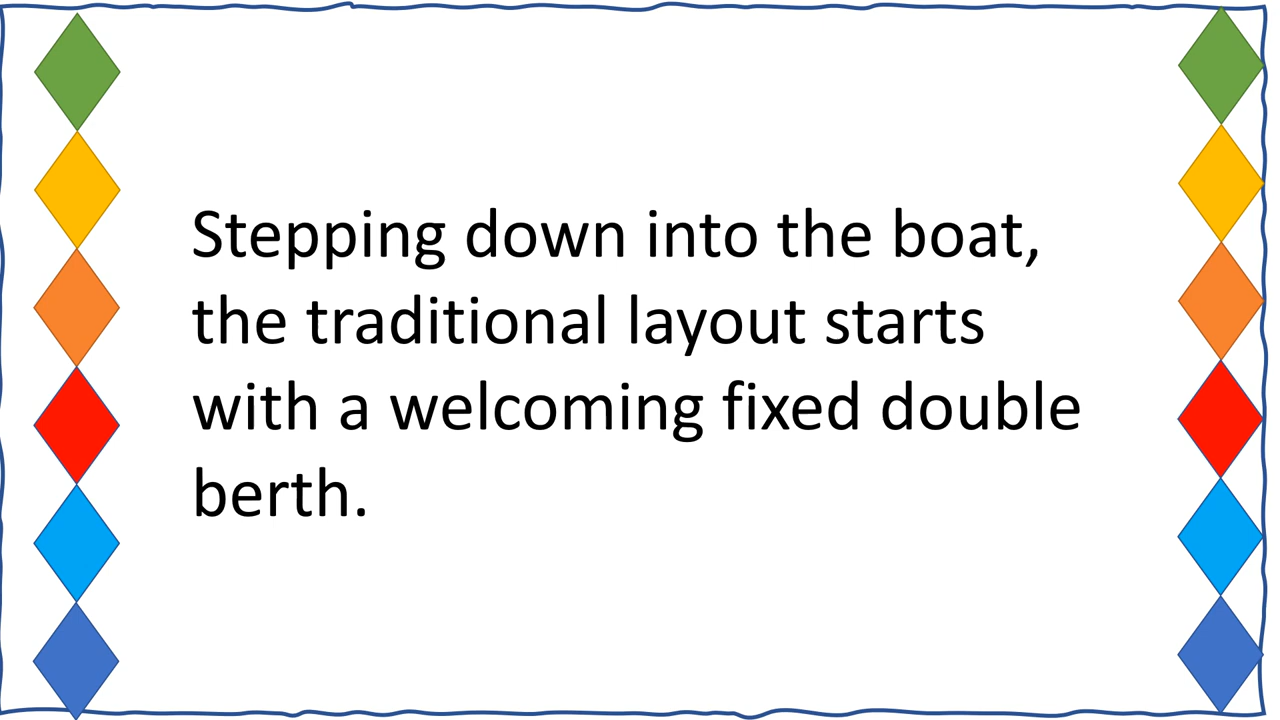 Stepping down into the boat,
the traditional layout starts
with a welcoming fixed double
berth.